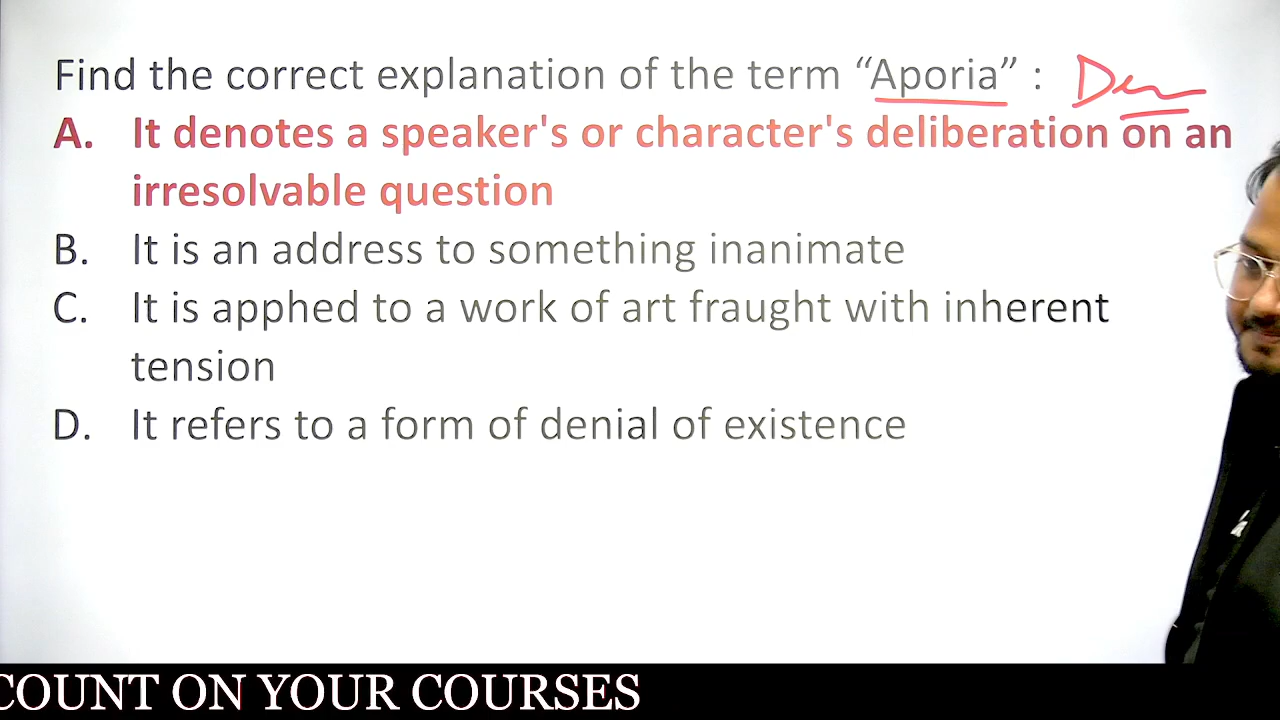 Find the correct explanation of the term “Aporia” :
A. It denotes a speaker's or character's deliberation on an
irresolvable question
B. It is an address to something inanimate
C. It is apphed to a work of art fraught with inherent
tension
D. It refers to a form of denial of existence
COUNT ON YOUR COURSES